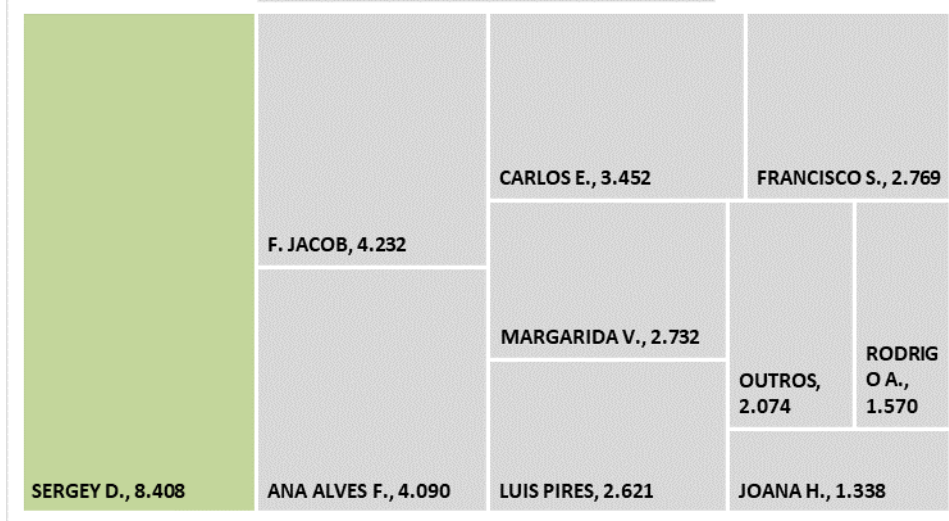 SERGEY D., 8.408
F. JACOB, 4.232
ANA ALVES F., 4.090
CARLOS E., 3.452
FRANCISCO S., 2.769
MARGARIDA V., 2.732
LUIS PIRES, 2.621
OUTROS,
2.074
RODRIG
O A.,
1.570
JOANA H., 1.338